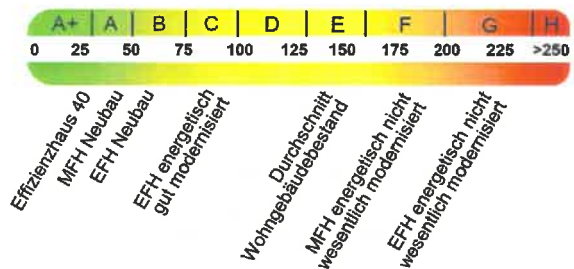 A+ A B C D E F G H
0 25 50 75 100 125 150 175 200 225 >250
Effizienzhaus 40
MFH Neubau
EFH Neubau
EFH energetisch
gut modernisiert
Durchschnitt
Wohngebäudebestand
MFH energetisch nicht
wesentlich modernisiert
EFH energetisch nicht
wesentlich modernisiert